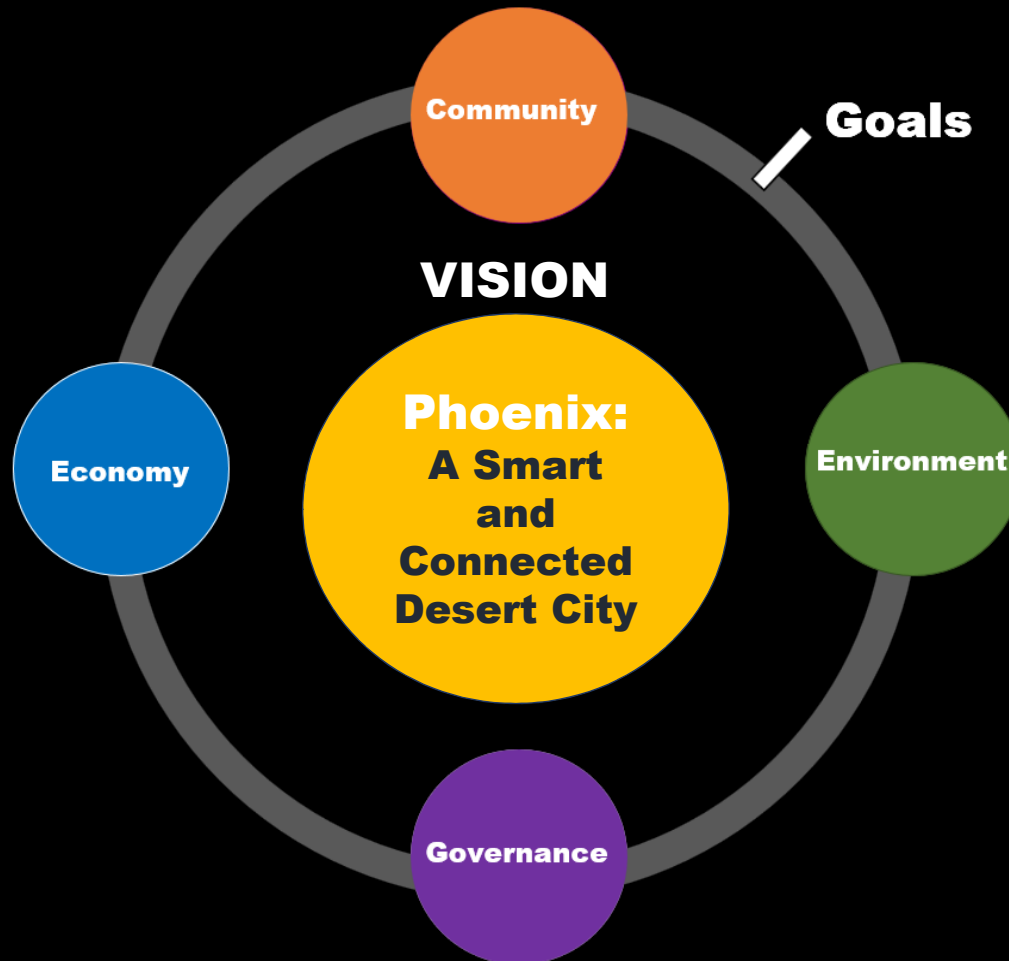 Community
Goals
VISION
Phoenix:
A Smart
and
Connected
Desert City
Economy
Environment
Governance